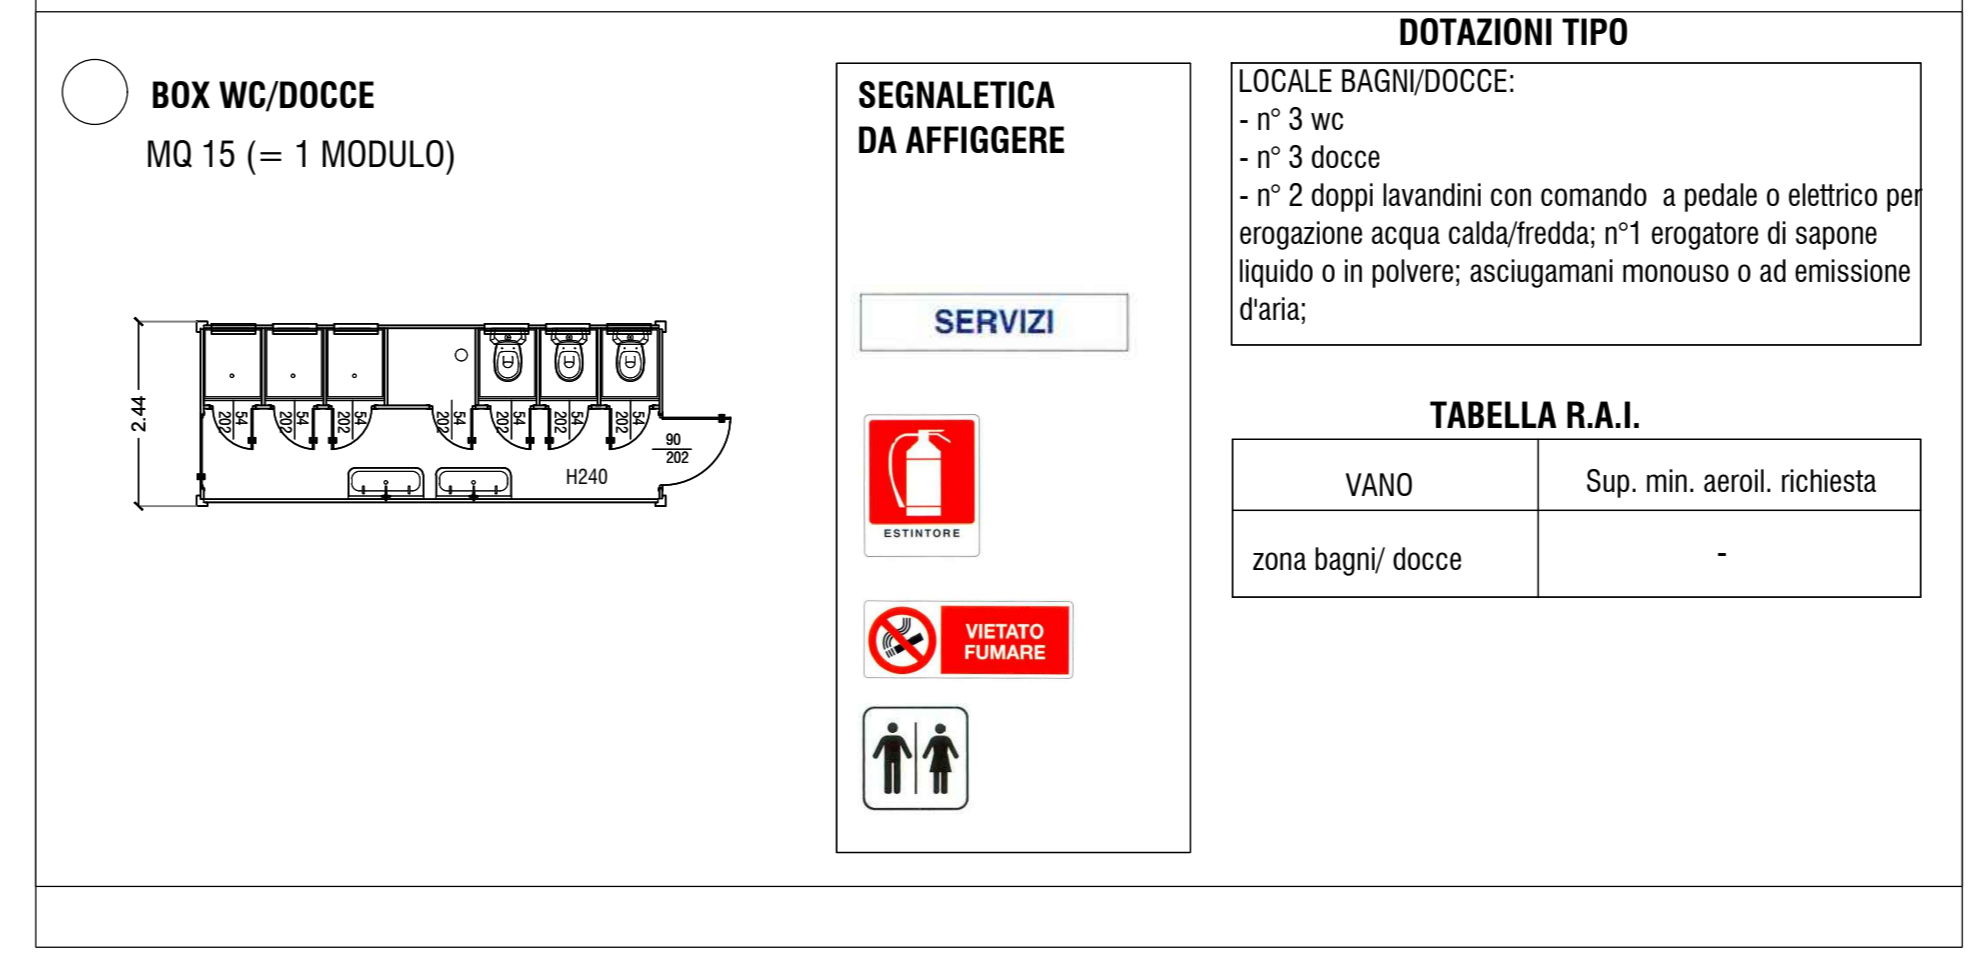 BOX WC/DOCCE
MQ 15 (= 1 MODULO)
2.44
54
202
54
202
54
202
54
202
54
202
54
202
54
202
90
202
H240
SEGNALETICA
DA AFFIGGERE
SERVIZI
ESTINTORE
VIETATO
FUMARE
DOTAZIONI TIPO
LOCALE BAGNI/DOCCE:
- n° 3 wc
- n° 3 docce
- n° 2 doppi lavandini con comando a pedale o elettrico per
erogazione acqua calda/fredda; n°1 erogatore di sapone
liquido o in polvere; asciugamani monouso o ad emissione
d'aria;
TABELLA R.A.I.
VANO
Sup. min. aeroil. richiesta
zona bagni/ docce
-